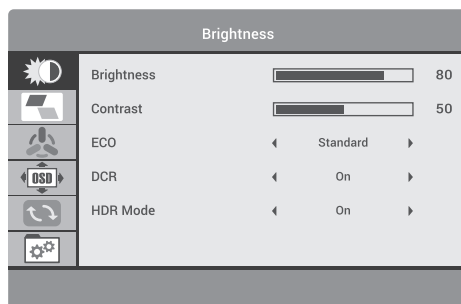 Brightness
Brightness 80
Contrast 50
ECO Standard
DCR On
OSD
HDR Mode On